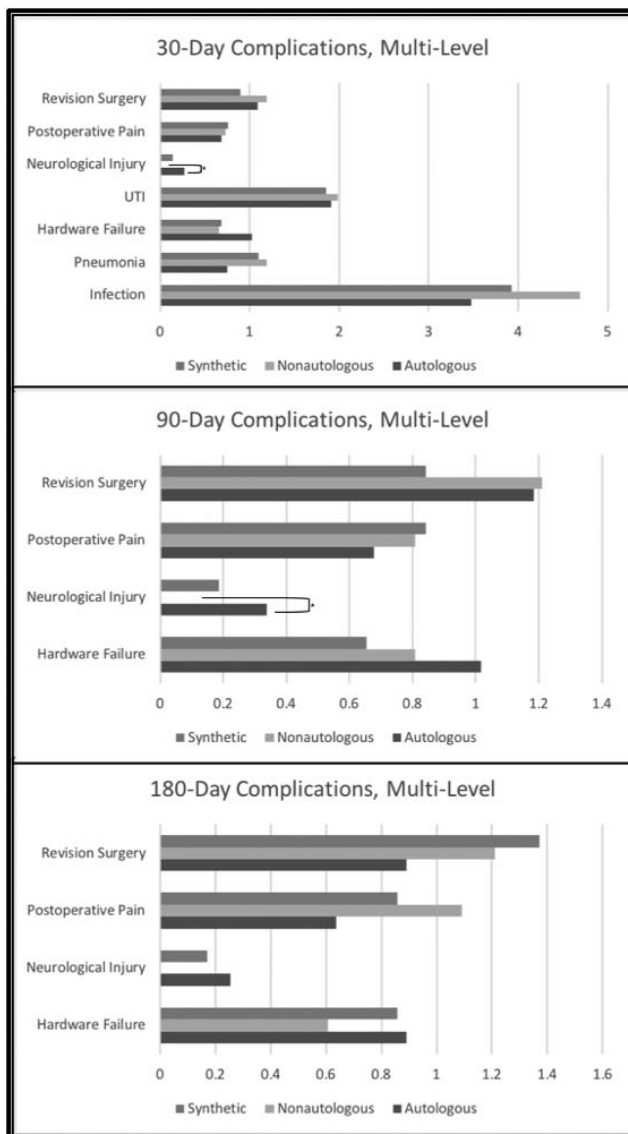 30-Day Complications, Multi-Level
Revision Surgery
Postoperative Pain
Neurological Injury
*
UTI
Hardware Failure
Pneumonia
Infection
0 1 2 3 4 5
Synthetic Nonautologous Autologous
90-Day Complications, Multi-Level
Revision Surgery
Postoperative Pain
Neurological Injury
*
Hardware Failure
0 0.2 0.4 0.6 0.8 1 1.2 1.4
Synthetic Nonautologous Autologous
180-Day Complications, Multi-Level
Revision Surgery
Postoperative Pain
Neurological Injury
Hardware Failure
0 0.2 0.4 0.6 0.8 1 1.2 1.4 1.6
Synthetic Nonautologous Autologous